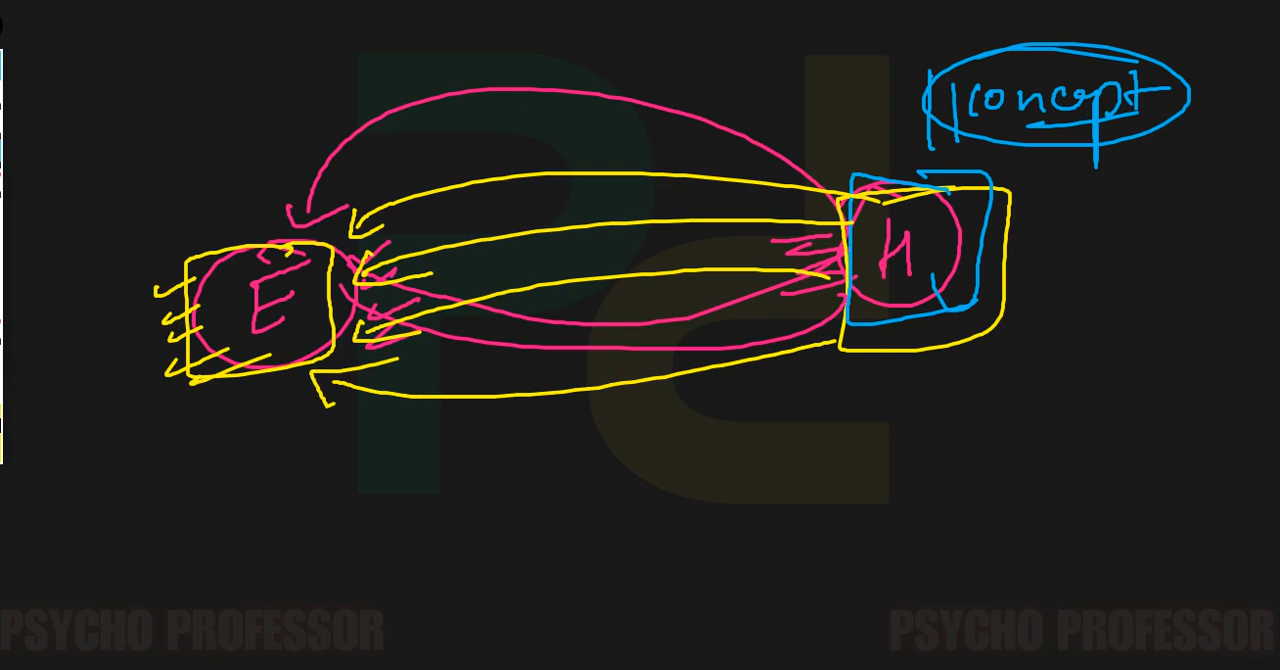 concept
E
H
PSYCHO PROFESSOR
PSYCHO PROFESSOR